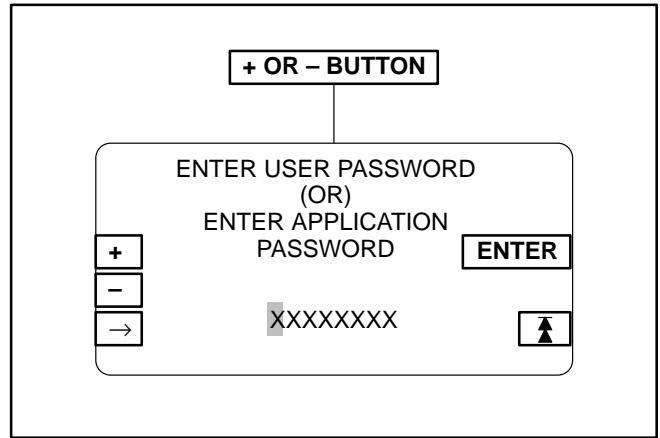 + OR – BUTTON
ENTER USER PASSWORD
(OR)
ENTER APPLICATION
PASSWORD
+
ENTER
–
→
XXXXXXXX